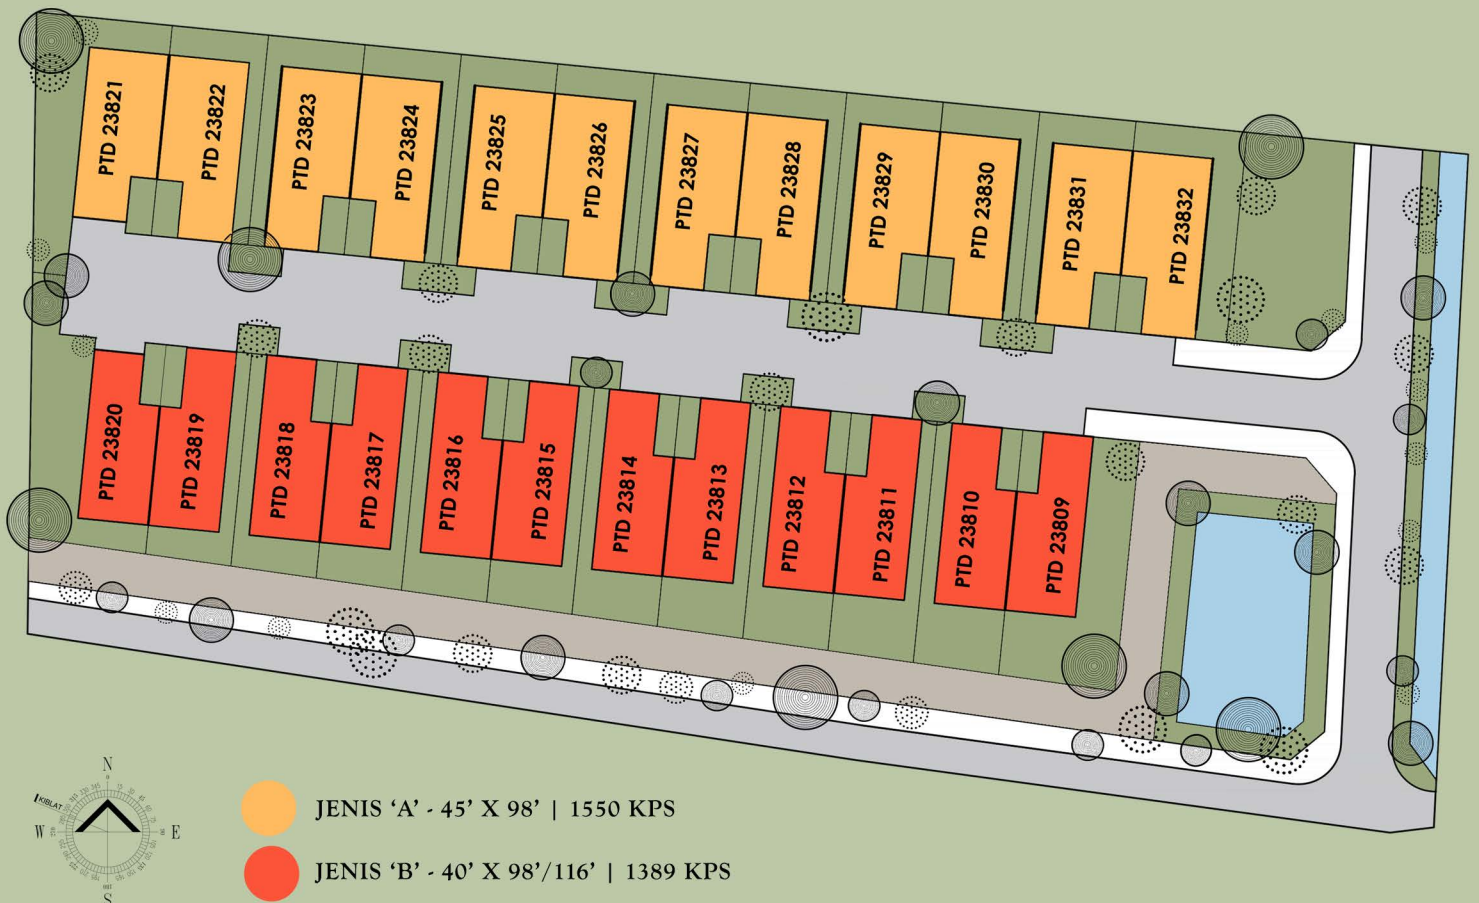 PTD 23821
PTD 23822
PTD 23823
PTD 23824
PTD 23825
PTD 23826
PTD 23827
PTD 23828
PTD 23829
PTD 23830
PTD 23831
PTD 23832
PTD 23820
PTD 23819
PTD 23818
PTD 23817
PTD 23816
PTD 23815
PTD 23814
PTD 23813
PTD 23812
PTD 23811
PTD 23810
PTD 23809
N
KIBLAT
W
E
S
JENIS ‘A’ - 45’ X 98’ | 1550 KPS
JENIS ‘B’ - 40’ X 98’/116’ | 1389 KPS